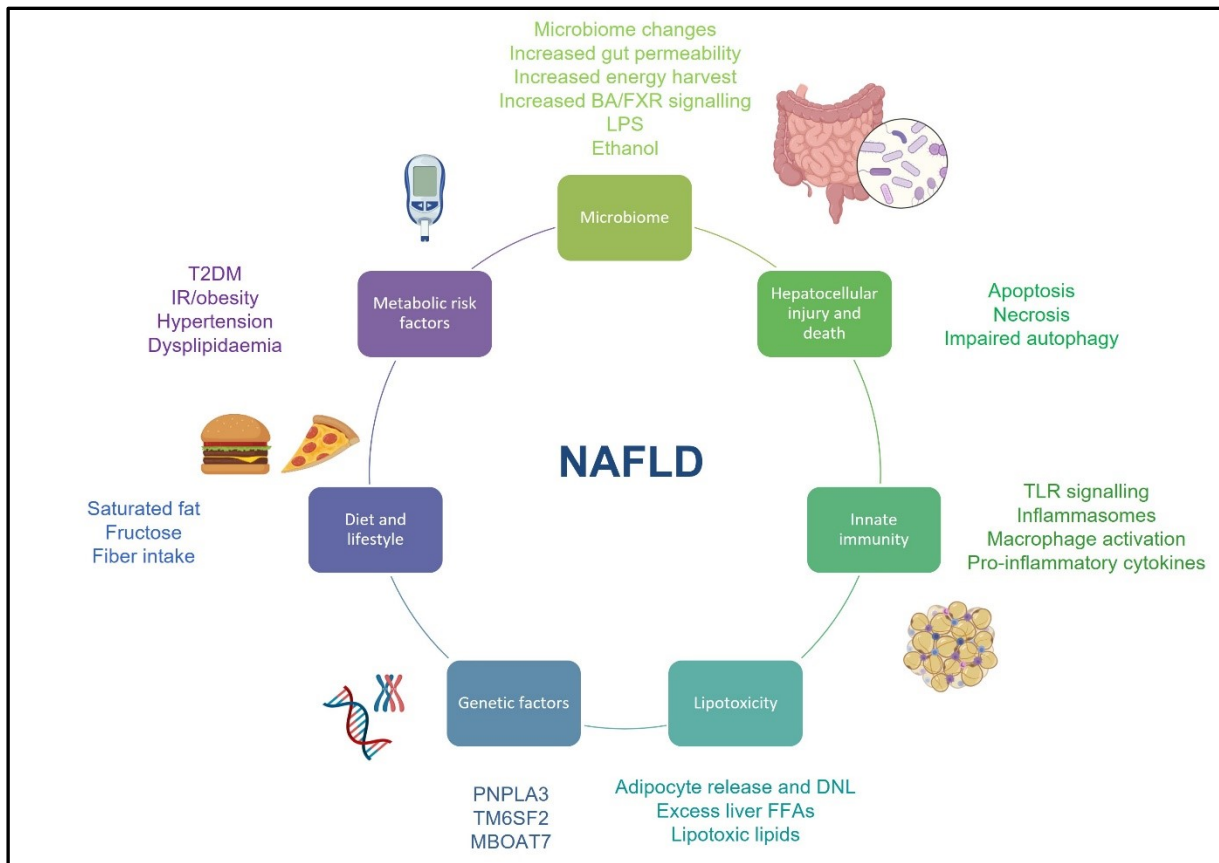 Microbiome changes
Increased gut permeability
Increased energy harvest
Increased BA/FXR signalling
LPS
Ethanol
Microbiome
T2DM
IR/obesity
Hypertension
Dysplipidaemia
Metabolic risk
factors
Hepatocellular
injury and
death
Apoptosis
Necrosis
Impaired autophagy
NAFLD
Saturated fat
Fructose
Fiber intake
Diet and
lifestyle
Innate
immunity
TLR signalling
Inflammasomes
Macrophage activation
Pro-inflammatory cytokines
Genetic factors
Lipotoxicity
PNPLA3
TM6SF2
MBOAT7
Adipocyte release and DNL
Excess liver FFAs
Lipotoxic lipids